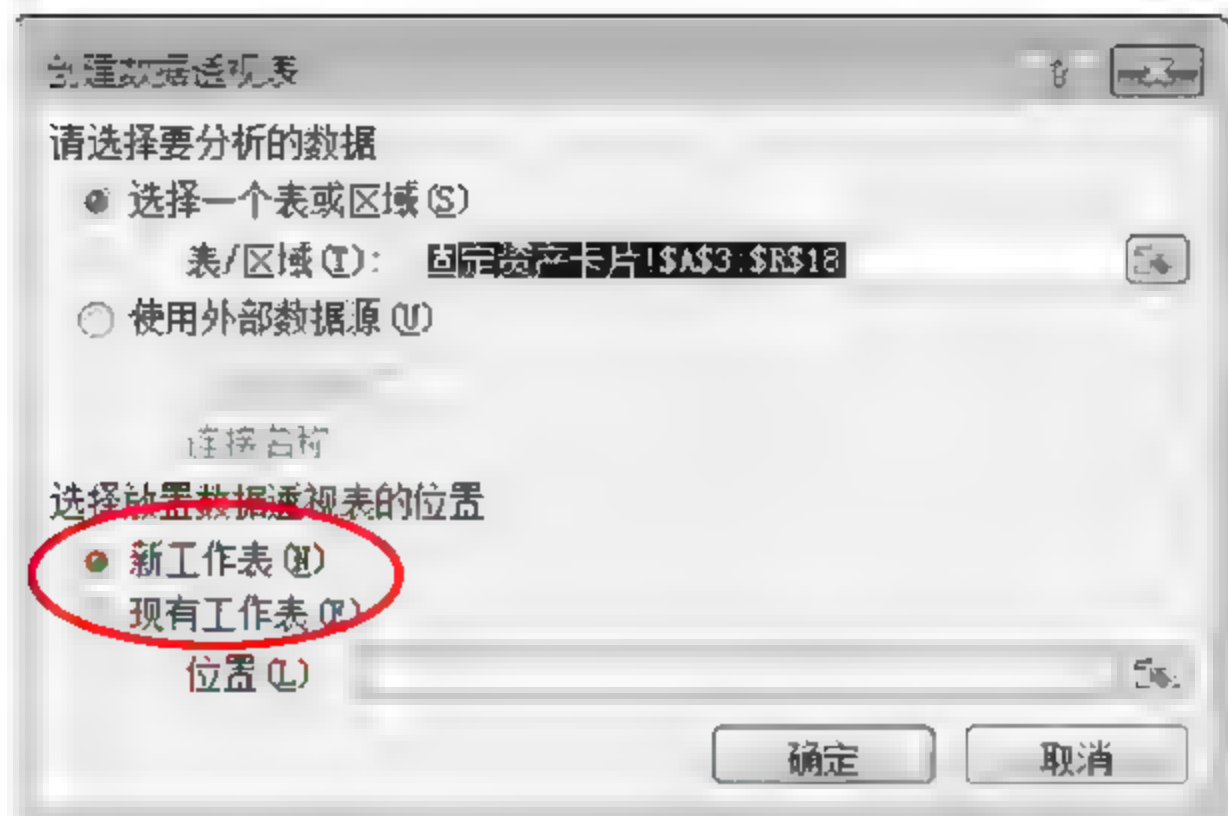 创建数据透视表
请选择要分析的数据
选择一个表或区域(S)
表/区域(T): 固定资产卡片!$A$3:$R$18
使用外部数据源(U)
连接名称
选择放置数据透视表的位置
新工作表(N)
现有工作表(E)
位置(L)
确定 取消